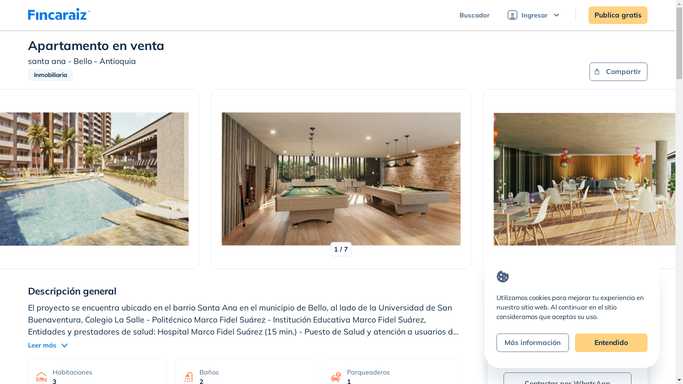 Fincaraiz
Buscador
Ingresar
Publica gratis
Apartamento en venta
santa ana - Bello - Antioquia
Inmobiliaria
Compartir
1 / 7
Descripción general
El proyecto se encuentra ubicado en el barrio Santa Ana en el municipio de Bello, al lado de la Universidad de San
Buenaventura, Colegio La Salle - Politécnico Marco Fidel Suárez - Institución Educativa Marco Fidel Suárez,
Entidades y prestadores de salud: Hospital Marco Fidel Suárez (15 min.) - Puesto de Salud y atención a usuarios d...
Leer más
Habitaciones
3
Baños
2
Parqueaderos
1
Utilizamos cookies para mejorar tu experiencia en
nuestro sitio web. Al continuar en el sitio
consideramos que aceptas su uso.
Más información
Entendido
Contactar por WhatsApp